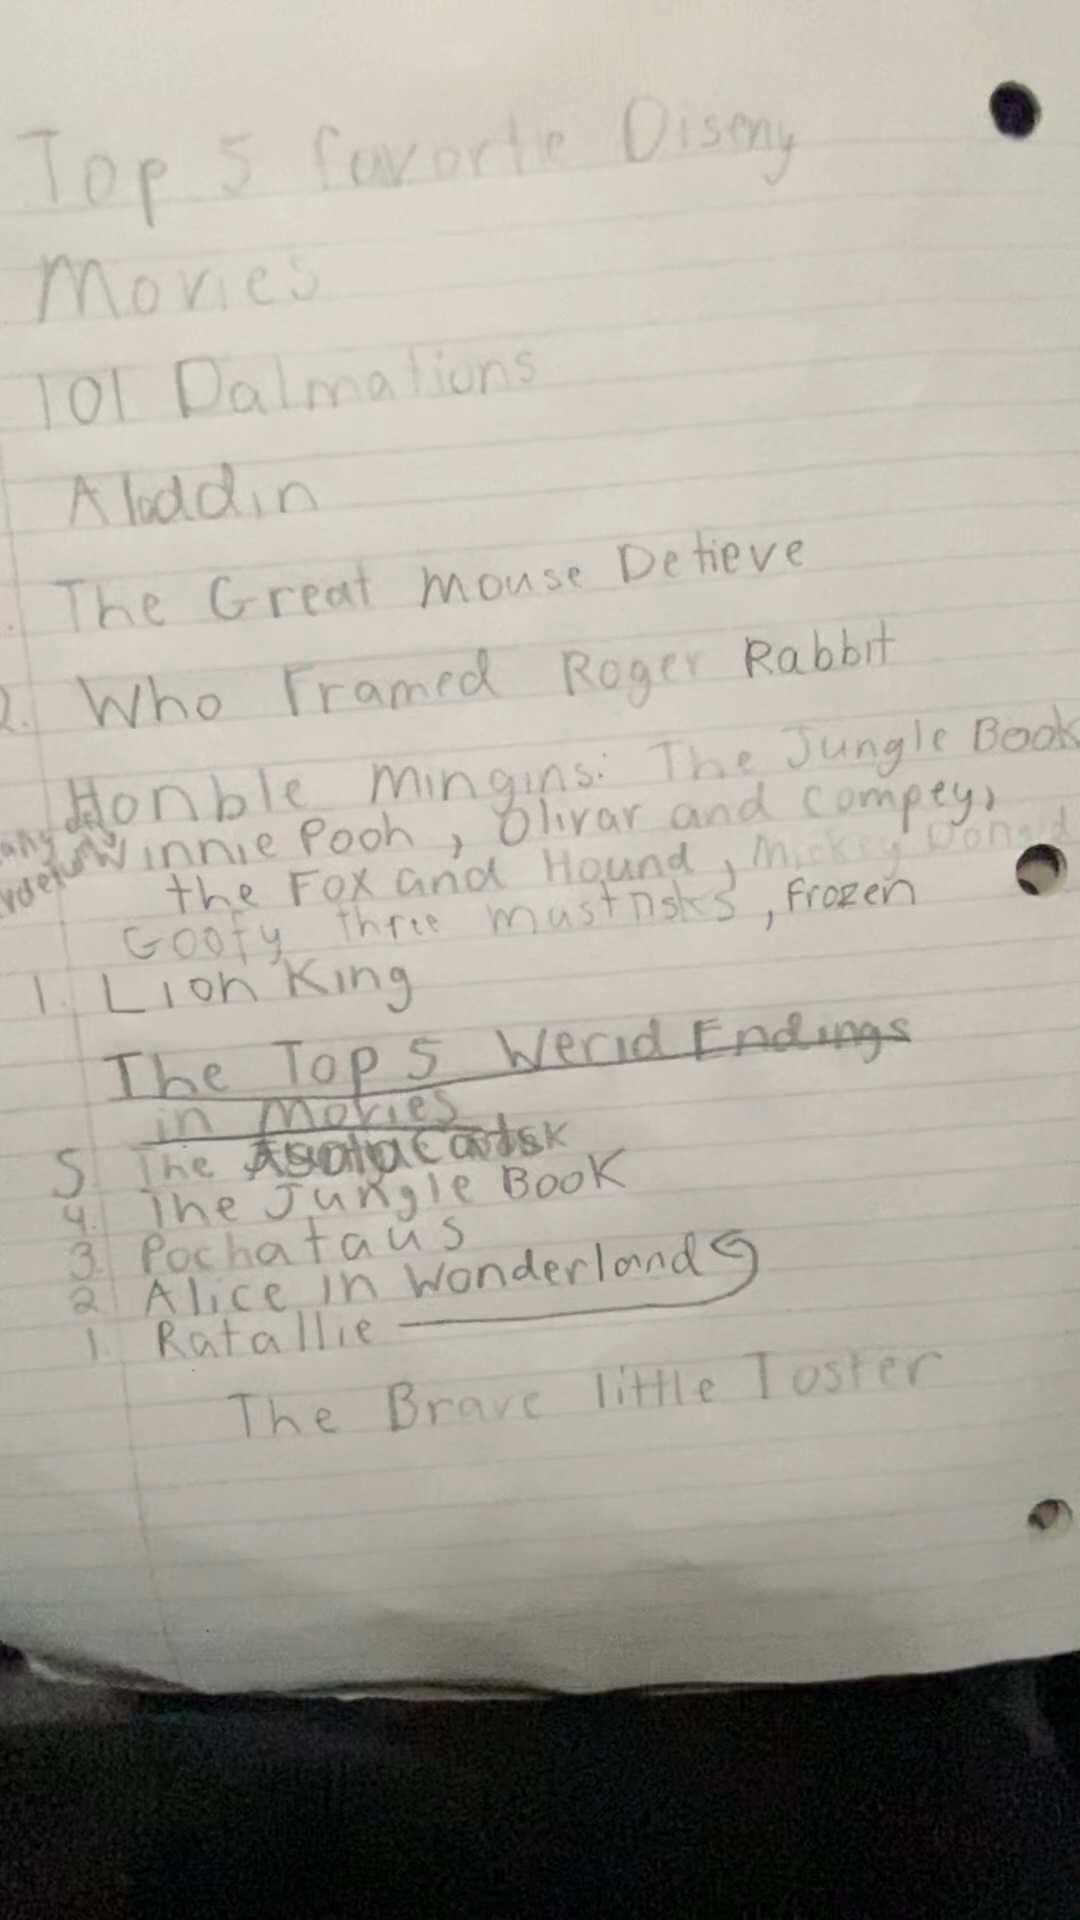 Top 5 favortie Diseny
Movies
101 Dalmations
Aladdin
The Great Mouse Detieve
2. Who Framed Roger Rabbit
Honble Mingins: The Jungle Book
any Winnie Pooh, Olivar and Compey,
the Fox and Hound, Mickey Donald
Goofy three mustrisks, Frozen
1. Lion King
The Top 5 Werid Endings
in Movies
5 The
4. The Jungle Book
3. Pochataus
2 Alice in Wonderland
1. Ratallie
The Brave little Toster